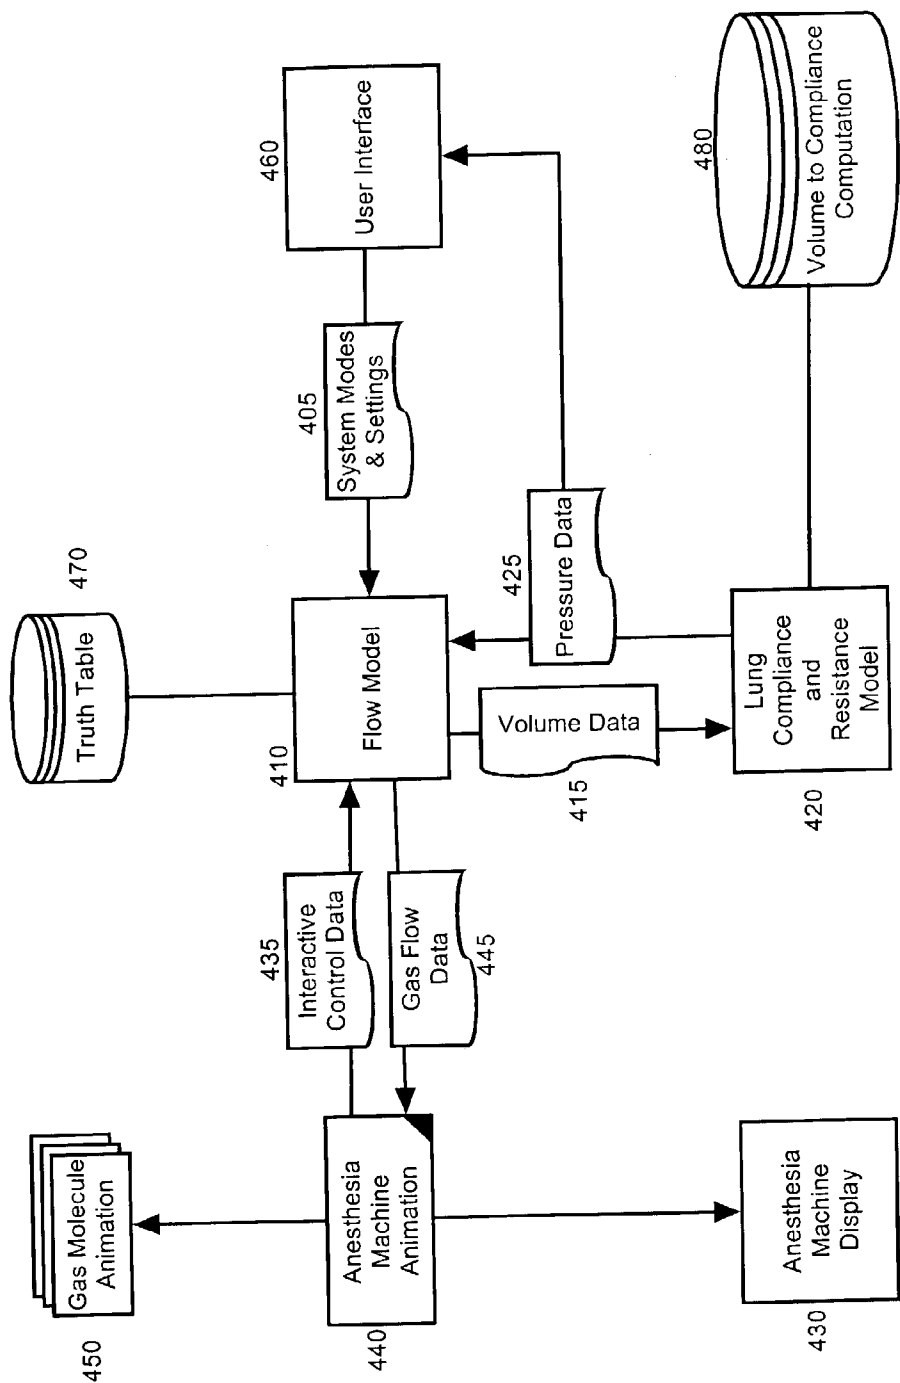 450
Gas Molecule
Animation
Truth Table
470
435
Interactive
Control Data
410
Flow Model
405
System Modes
& Settings
460
User Interface
440
Anesthesia
Machine
Animation
Gas Flow
Data
445
Volume Data
415
425
Pressure Data
430
Anesthesia
Machine
Display
420
Lung
Compliance
and
Resistance
Model
480
Volume to Compliance
Computation